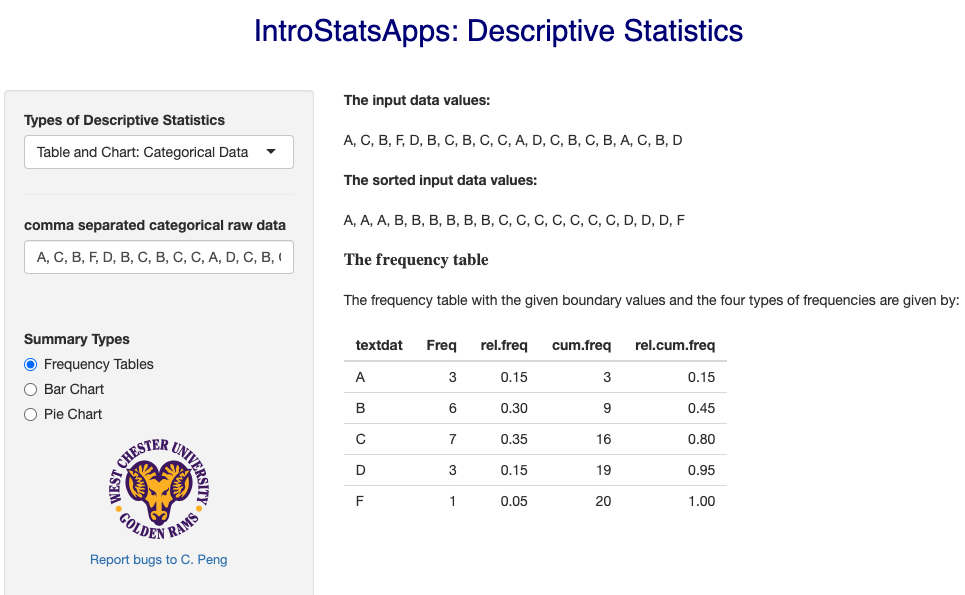 IntroStatsApps: Descriptive Statistics
Types of Descriptive Statistics
Table and Chart: Categorical Data
comma separated categorical raw data
A, C, B, F, D, B, C, B, C, C, A, D, C, B, (
Summary Types
Frequency Tables
Bar Chart
Pie Chart
WEST CHESTER UNIVERSITY
GOLDEN RAMS
Report bugs to C. Peng
The input data values:
A, C, B, F, D, B, C, B, C, C, A, D, C, B, C, B, A, C, B, D
The sorted input data values:
A, A, A, B, B, B, B, B, B, C, C, C, C, C, C, C, D, D, D, F
The frequency table
The frequency table with the given boundary values and the four types of frequencies are given by:
textdat Freq rel.freq cum.freq rel.cum.freq
A 3 0.15 3 0.15
B 6 0.30 9 0.45
C 7 0.35 16 0.80
D 3 0.15 19 0.95
F 1 0.05 20 1.00